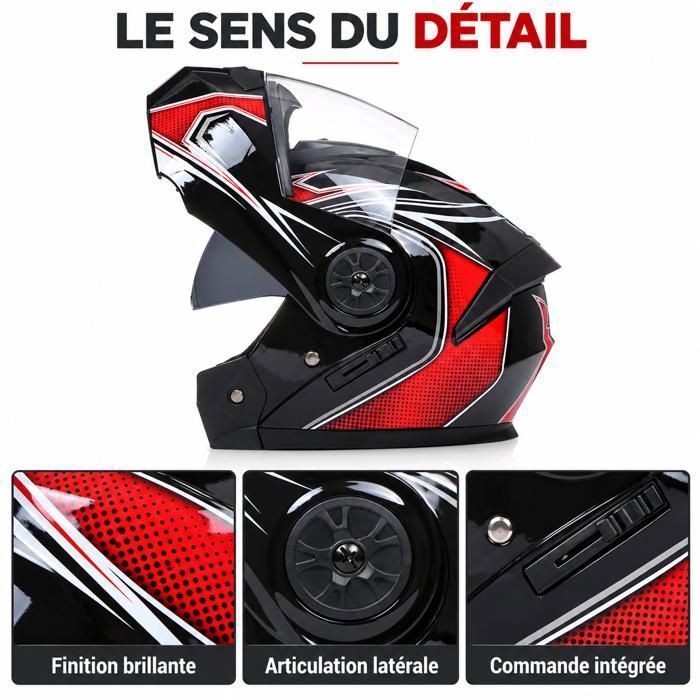 LE SENS DU DÉTAIL
Finition brillante
Articulation latérale
Commande intégrée